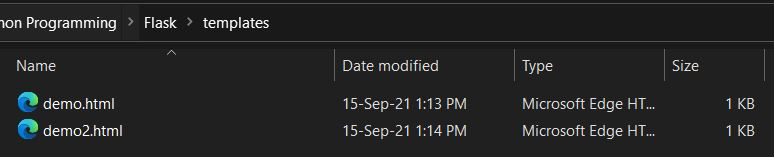 non Programming > Flask > templates
Name Date modified Type Size
demo.html 15-Sep-21 1:13 PM Microsoft Edge HT... 1 KB
demo2.html 15-Sep-21 1:14 PM Microsoft Edge HT... 1 KB